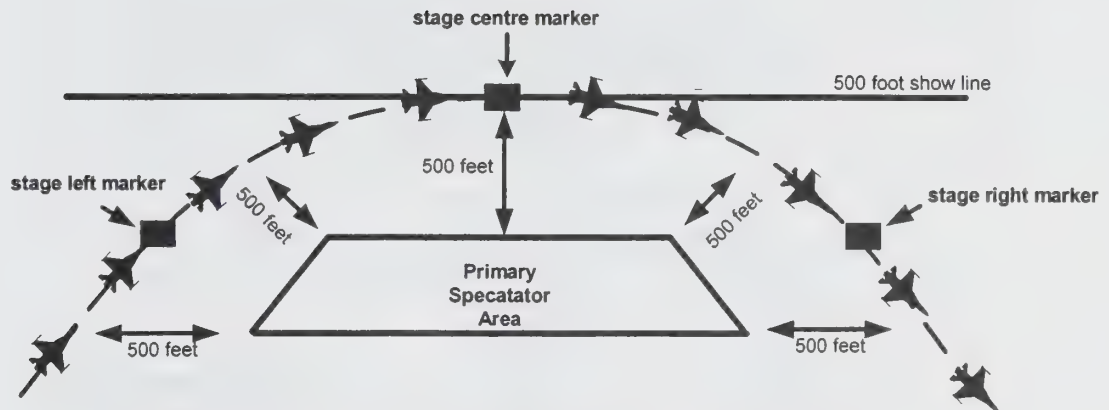 stage centre marker
500 foot show line
500 feet
stage left marker
500 feet
500 feet
stage right marker
Primary
Specatator
Area
500 feet
500 feet